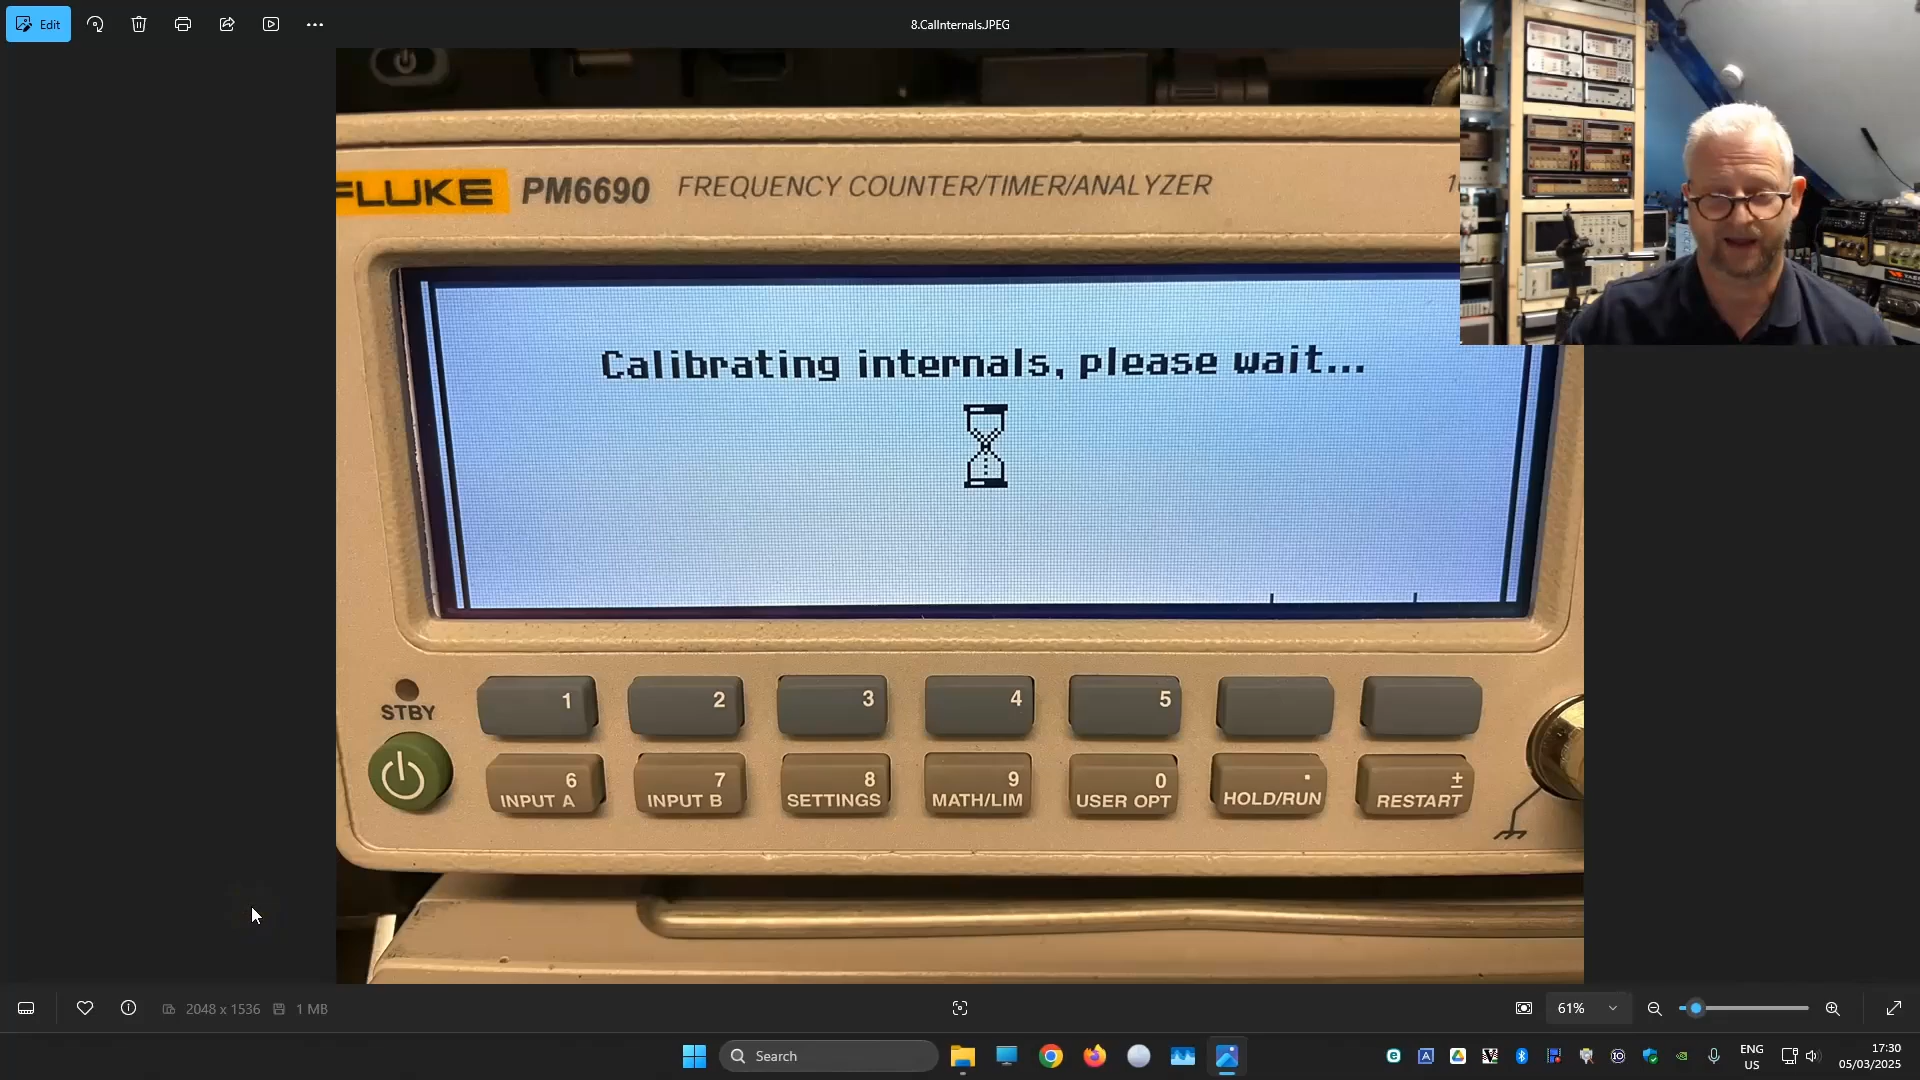 Edit
8.CalInternals.JPEG
FLUKE PM6690 FREQUENCY COUNTER/TIMER/ANALYZER
Calibrating internals, please wait...
STBY
1 2 3 4 5
6 7 8 9 0 . ±
INPUT A INPUT B SETTINGS MATH/LIM USER OPT HOLD/RUN RESTART
2048 x 1536 1 MB
61%
Search
ENG
US
17:30
05/03/2025